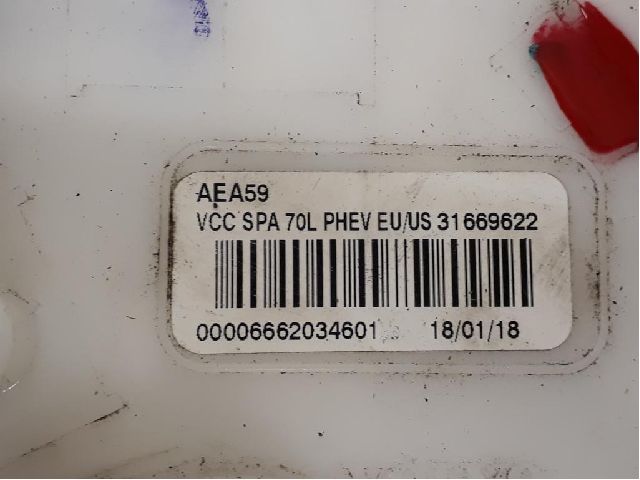 AEA59
VCC SPA 70L PHEV EU/US 31669622
00006662034601 18/01/18